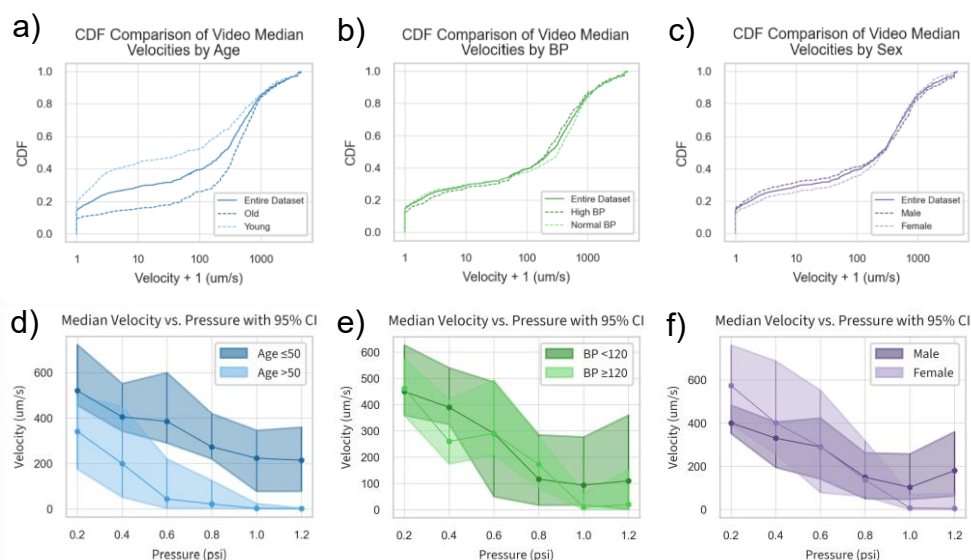 a)
CDF Comparison of Video Median
Velocities by Age
CDF
1.0
0.8
0.6
0.4
0.2
0.0
Entire Dataset
Old
Young
1 10 100 1000
Velocity + 1 (um/s)
b)
CDF Comparison of Video Median
Velocities by BP
CDF
1.0
0.8
0.6
0.4
0.2
0.0
Entire Dataset
High BP
Normal BP
1 10 100 1000
Velocity + 1 (um/s)
c)
CDF Comparison of Video Median
Velocities by Sex
CDF
1.0
0.8
0.6
0.4
0.2
0.0
Entire Dataset
Male
Female
1 10 100 1000
Velocity + 1 (um/s)
d)
Median Velocity vs. Pressure with 95% CI
Velocity (um/s)
600
400
200
0
Age ≤50
Age >50
0.2 0.4 0.6 0.8 1.0 1.2
Pressure (psi)
e)
Median Velocity vs. Pressure with 95% CI
Velocity (um/s)
600
500
400
300
200
100
0
BP <120
BP ≥120
0.2 0.4 0.6 0.8 1.0 1.2
Pressure (psi)
f)
Median Velocity vs. Pressure with 95% CI
Velocity (um/s)
600
400
200
0
Male
Female
0.2 0.4 0.6 0.8 1.0 1.2
Pressure (psi)